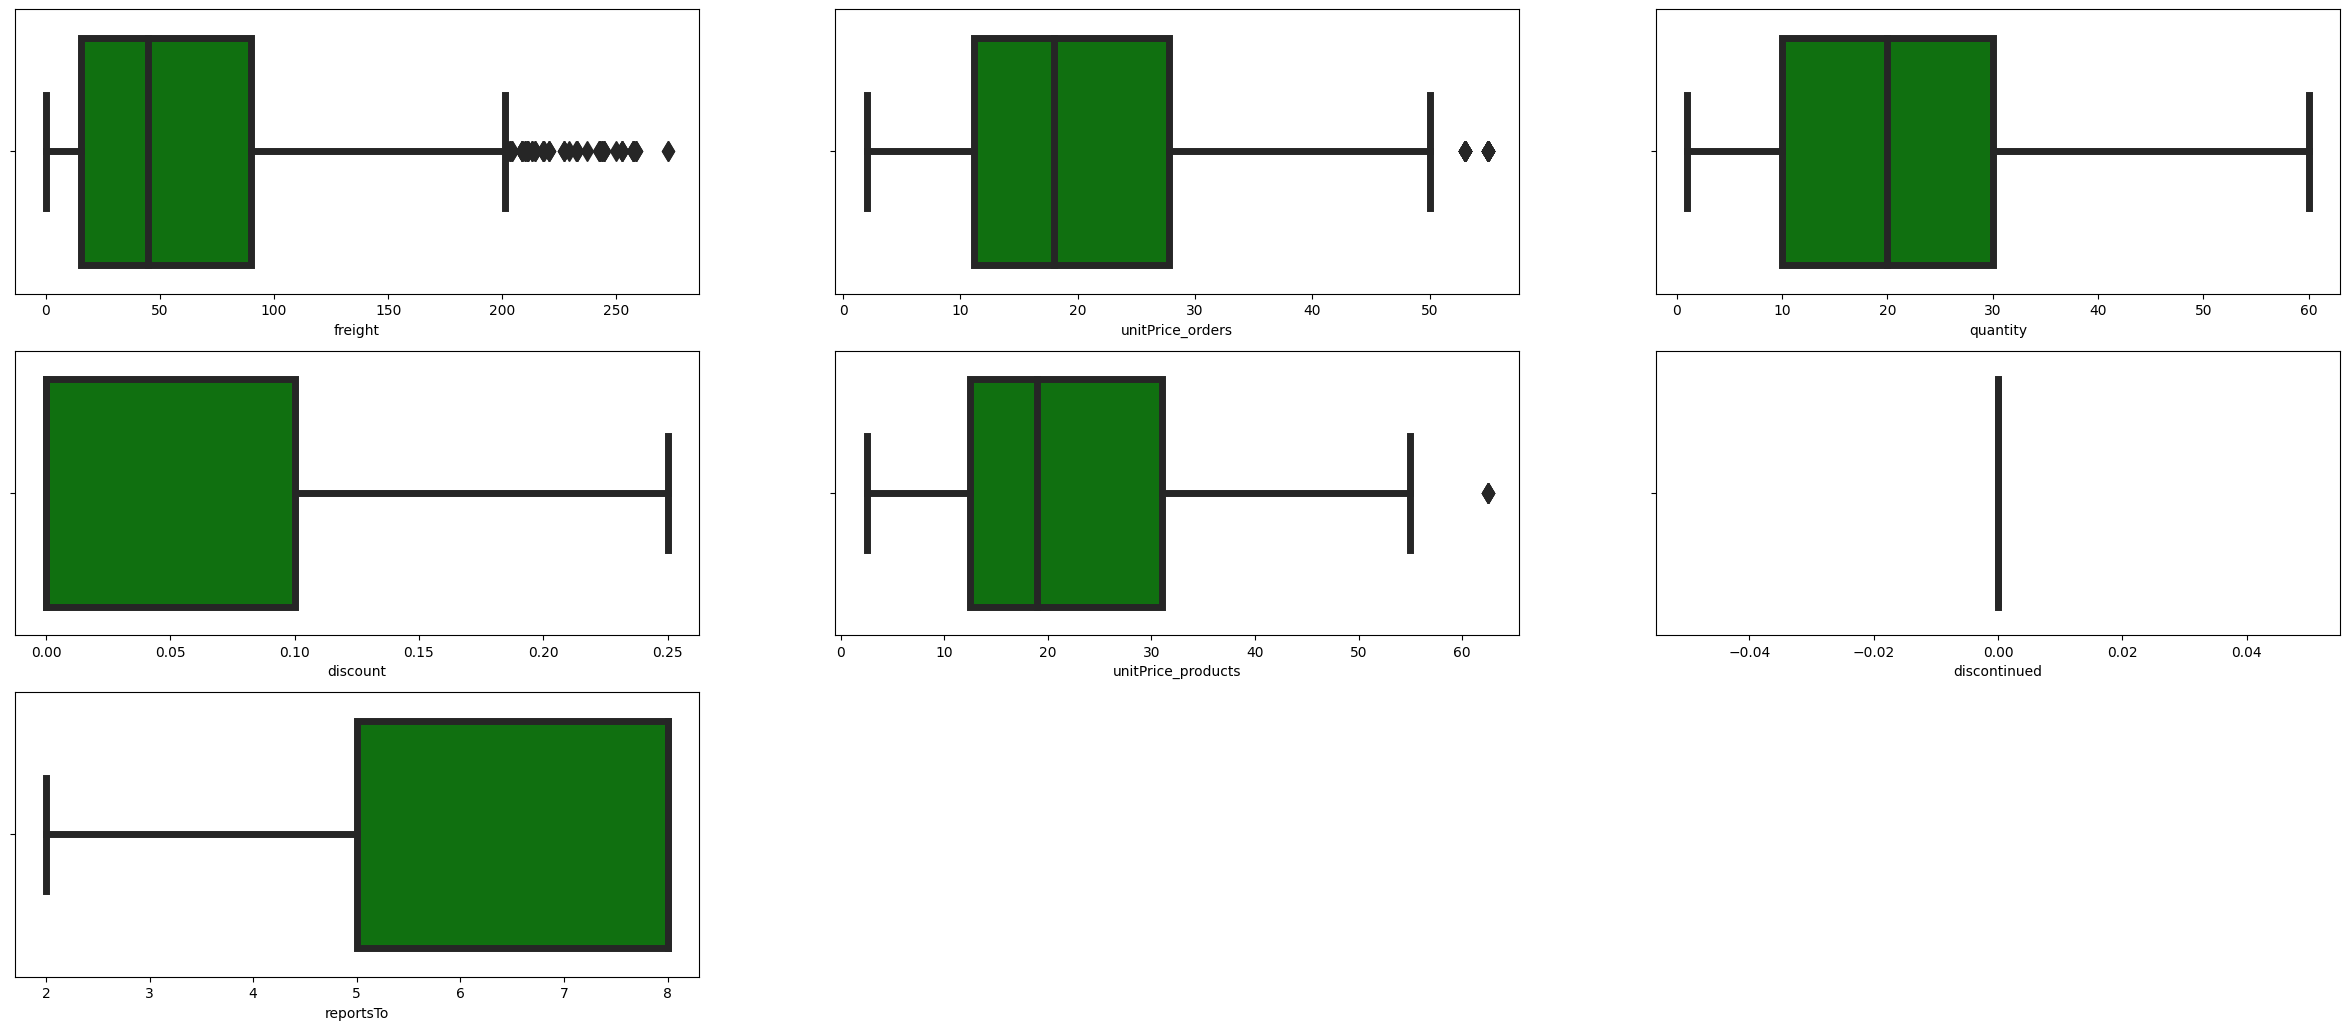 0 50 100 150 200 250
freight
0 10 20 30 40 50
unitPrice_orders
0 10 20 30 40 50 60
quantity
0.00 0.05 0.10 0.15 0.20 0.25
discount
0 10 20 30 40 50 60
unitPrice_products
−0.04 −0.02 0.00 0.02 0.04
discontinued
2 3 4 5 6 7 8
reportsTo